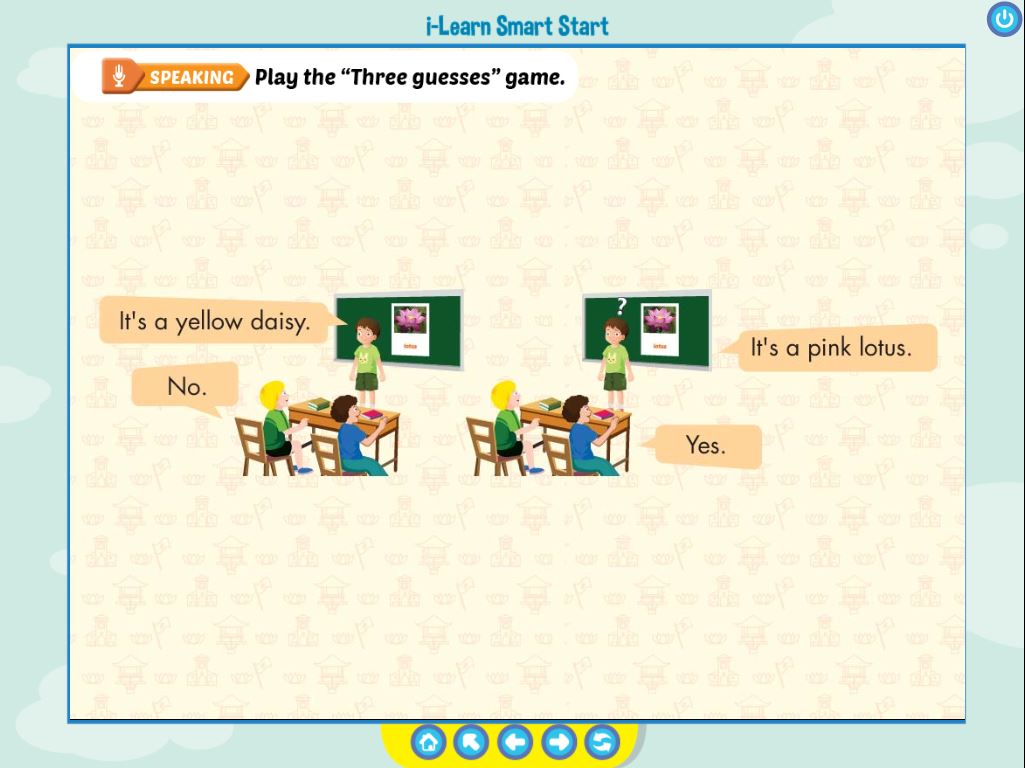 i-Learn Smart Start
SPEAKING Play the “Three guesses” game.
It's a yellow daisy.
No.
lotus
?
lotus
It's a pink lotus.
Yes.